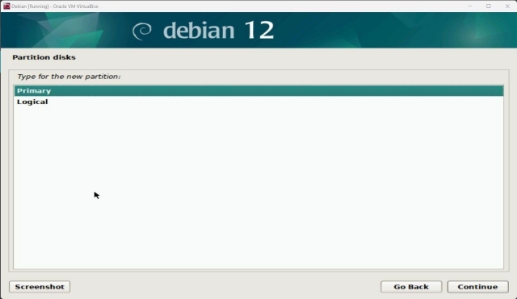 Debian [Running] - Oracle VM VirtualBox
debian 12
Partition disks
Type for the new partition:
Primary
Logical
Screenshot
Go Back
Continue